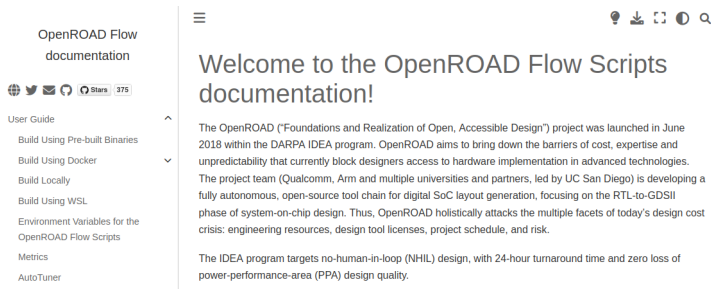 OpenROAD Flow
documentation
Stars 375
User Guide
Build Using Pre-built Binaries
Build Using Docker
Build Locally
Build Using WSL
Environment Variables for the
OpenROAD Flow Scripts
Metrics
AutoTuner
Welcome to the OpenROAD Flow Scripts
documentation!
The OpenROAD (“Foundations and Realization of Open, Accessible Design”) project was launched in June
2018 within the DARPA IDEA program. OpenROAD aims to bring down the barriers of cost, expertise and
unpredictability that currently block designers access to hardware implementation in advanced technologies.
The project team (Qualcomm, Arm and multiple universities and partners, led by UC San Diego) is developing a
fully autonomous, open-source tool chain for digital SoC layout generation, focusing on the RTL-to-GDSII
phase of system-on-chip design. Thus, OpenROAD holistically attacks the multiple facets of today’s design cost
crisis: engineering resources, design tool licenses, project schedule, and risk.
The IDEA program targets no-human-in-loop (NHIL) design, with 24-hour turnaround time and zero loss of
power-performance-area (PPA) design quality.